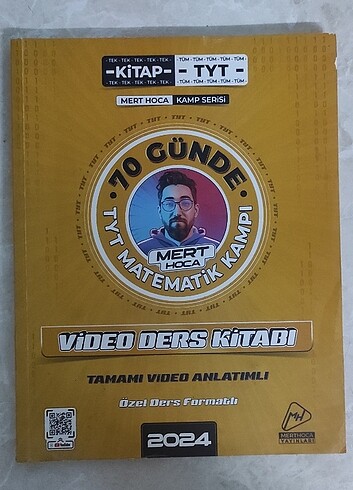 - TEK - TEK - TEK - TEK - TEK -
- TÜM - TÜM - TÜM - TÜM -
-KİTAP-
-TYT-
- TEK - TEK - TEK - TEK - TEK -
- TÜM - TÜM - TÜM - TÜM -
MERT HOCA KAMP SERİSİ
• 70 GÜNDE •
TYT MATEMATİK KAMPI
MERT
HOCA
VİDEO DERS KİTABI
TAMAMI VİDEO ANLATIMLI
Özel Ders Formatlı
2024
MH
MERTHOCA
YAYINLARI